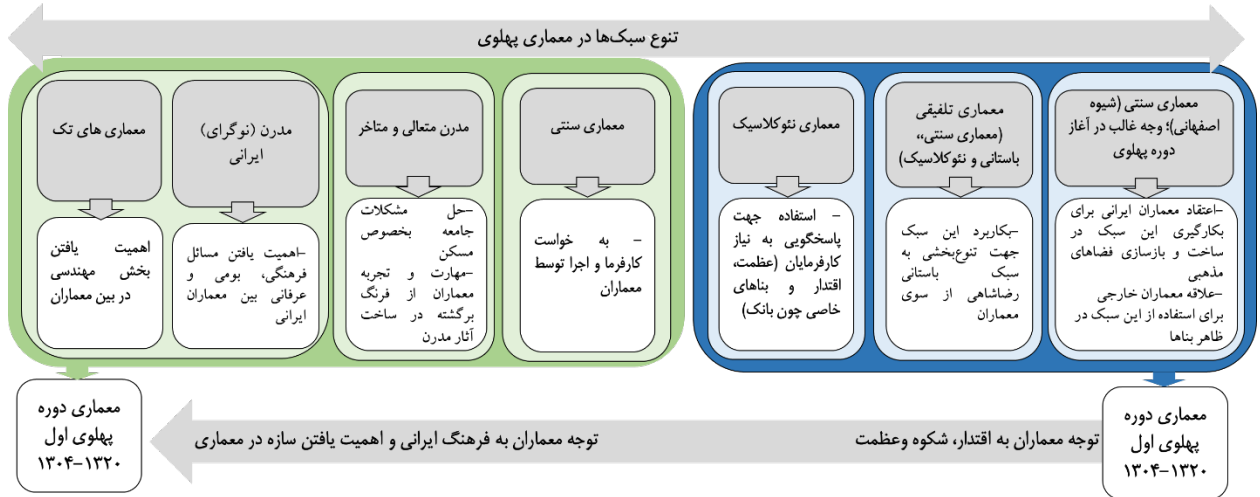 تنوع سبک‌ها در معماری پهلوی
معماری سنتی (شیوه
اصفهانی)؛ وجه غالب در آغاز
دوره پهلوی
–اعتقاد معماران ایرانی برای
بکارگیری این سبک در
ساخت و بازسازی فضاهای
مذهبی
–علاقه معماران خارجی
برای استفاده از این سبک در
ظاهر بناها
معماری تلفیقی
(معماری سنتی،،
باستانی و نئوکلاسیک)
–بکاربرد این سبک
جهت تنوع‌بخشی به
سبک باستانی
رضاشاهی از سوی
معماران
معماری نئوکلاسیک
– استفاده جهت
پاسخگویی به نیاز
کارفرمایان (عظمت،
اقتدار و بناهای
خاصی چون بانک)
معماری سنتی
– به خواست
کارفرما و اجرا توسط
معماران
مدرن متعالی و متاخر
–حل مشکلات
جامعه بخصوص
مسکن
–مهارت و تجربه
معماران از فرنگ
برگشته در ساخت
آثار مدرن
مدرن (نوگرای)
ایرانی
–اهمیت یافتن مسائل
فرهنگی، بومی و
عرفانی بین معماران
ایرانی
معماری های تک
اهمیت یافتن
بخش مهندسی
در بین معماران
معماری دوره
پهلوی اول
۱۳۰۴–۱۳۲۰
توجه معماران به اقتدار، شکوه وعظمت
توجه معماران به فرهنگ ایرانی و اهمیت یافتن سازه در معماری
معماری دوره
پهلوی اول
۱۳۰۴–۱۳۲۰